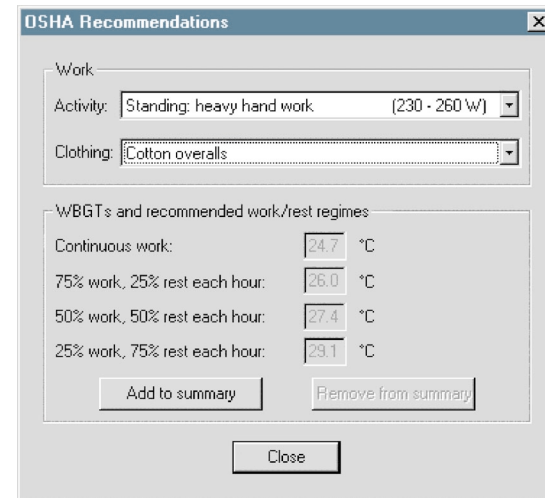 OSHA Recommendations
Work
Activity: Standing: heavy hand work (230 - 260 W)
Clothing: Cotton overalls
WBGTs and recommended work/rest regimes
Continuous work: 24.7 °C
75% work, 25% rest each hour: 26.0 °C
50% work, 50% rest each hour: 27.4 °C
25% work, 75% rest each hour: 29.1 °C
Add to summary Remove from summary
Close